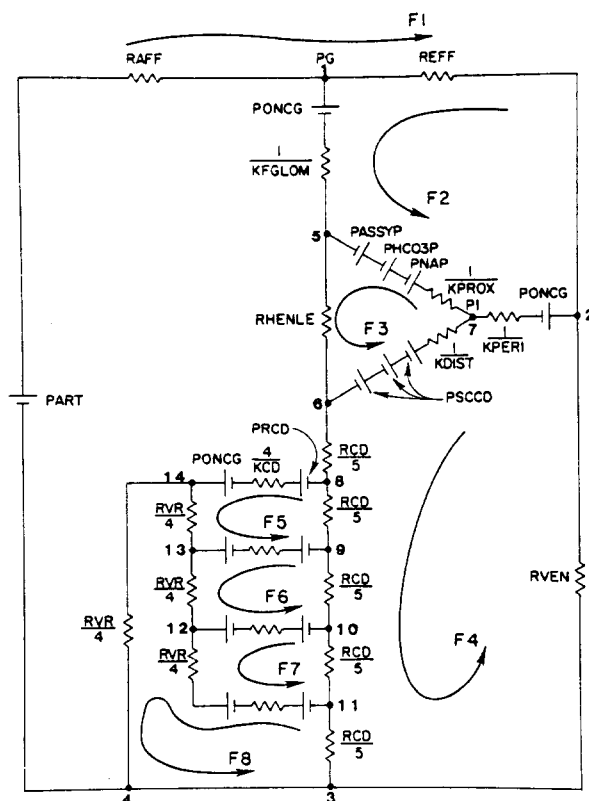 F1
RAFF
PG
REFF
1
PONCG
1
KFGLOM
F2
5
PASSYP
PHCO3P
PNAP
1
KPROX
P1
PONCG
2
7
1
KPERI
RHENLE
F3
1
KDIST
PART
6
PSCCD
PRCD
RCD
5
PONCG
4
KCD
14
8
RVR
4
F5
RCD
5
13
9
RVEN
RVR
4
F6
RCD
5
RVR
4
12
10
F4
RVR
4
F7
RCD
5
11
F8
RCD
5
4
3